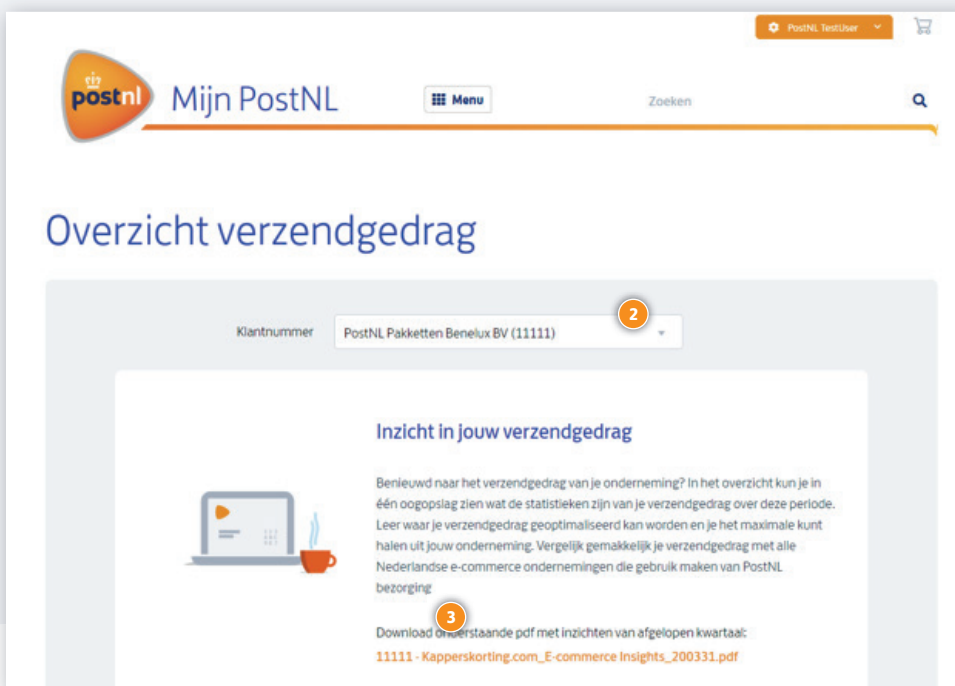 PostNL TestUser
postnl
Mijn PostNL
Menu
Zoeken
Overzicht verzendgedrag
2
Klantnummer
PostNL Pakketten Benelux BV (11111)
Inzicht in jouw verzendgedrag
Benieuwd naar het verzendgedrag van je onderneming? In het overzicht kun je in
één oogopslag zien wat de statistieken zijn van je verzendgedrag over deze periode.
Leer waar je verzendgedrag geoptimaliseerd kan worden en je het maximale kunt
halen uit jouw onderneming. Vergelijk gemakkelijk je verzendgedrag met alle
Nederlandse e-commerce ondernemingen die gebruik maken van PostNL
bezorging
3
Download onderstaande pdf met inzichten van afgelopen kwartaal:
11111 - Kapperskorting.com_E-commerce Insights_200331.pdf